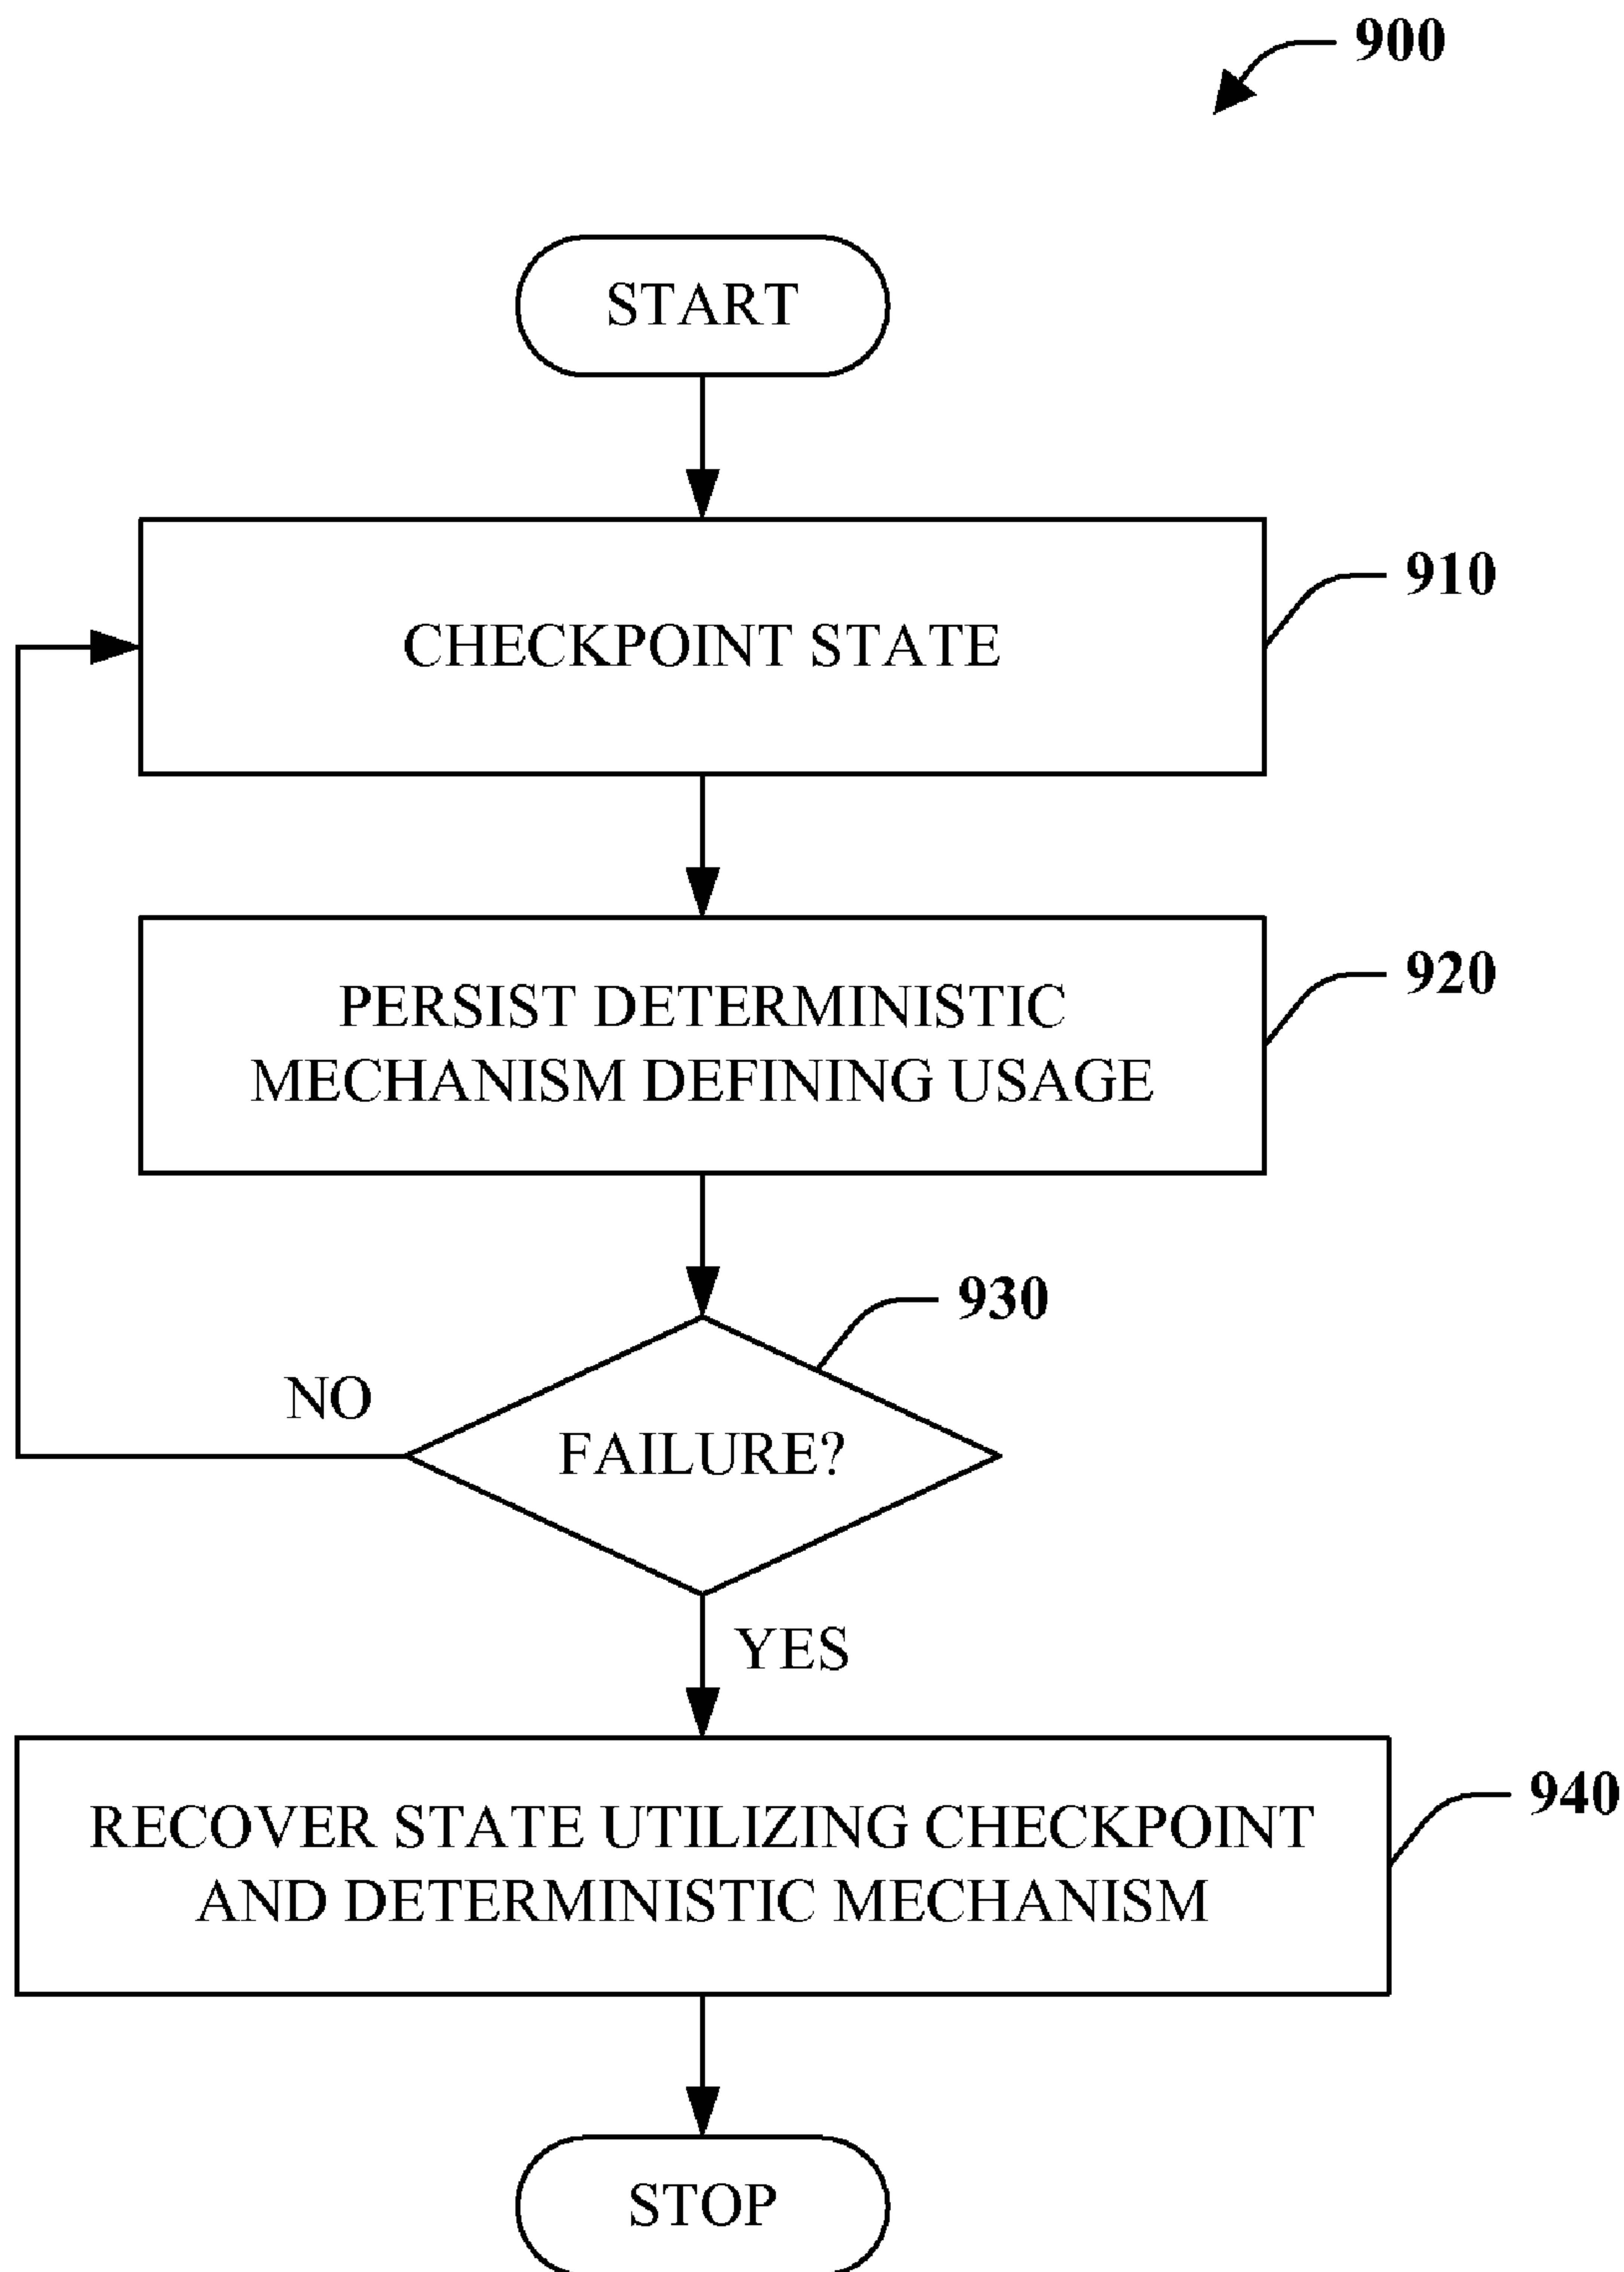 900
START
CHECKPOINT STATE
910
PERSIST DETERMINISTIC
MECHANISM DEFINING USAGE
920
930
NO
FAILURE?
YES
RECOVER STATE UTILIZING CHECKPOINT
AND DETERMINISTIC MECHANISM
940
STOP